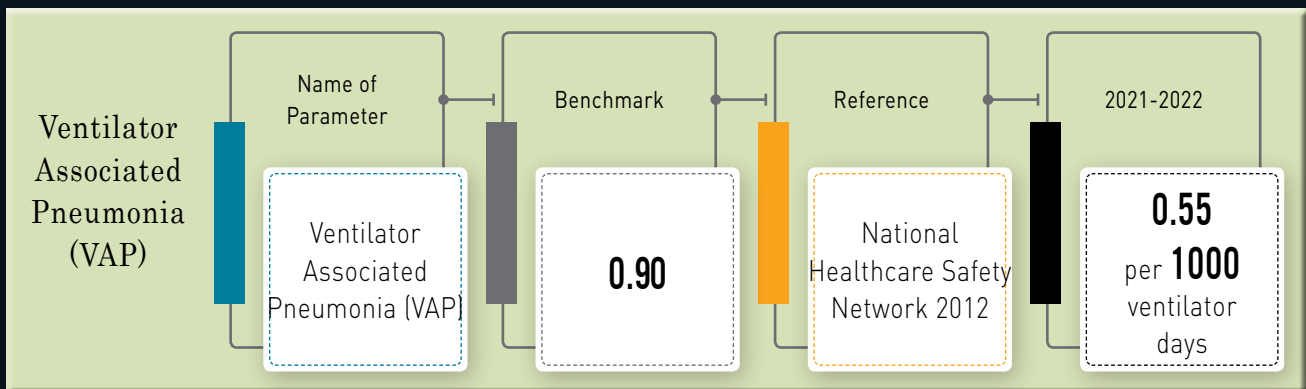 Ventilator
Associated
Pneumonia
(VAP)
Name of
Parameter
Ventilator
Associated
Pneumonia (VAP)
Benchmark
0.90
Reference
National
Healthcare Safety
Network 2012
2021-2022
0.55
per 1000
ventilator
days